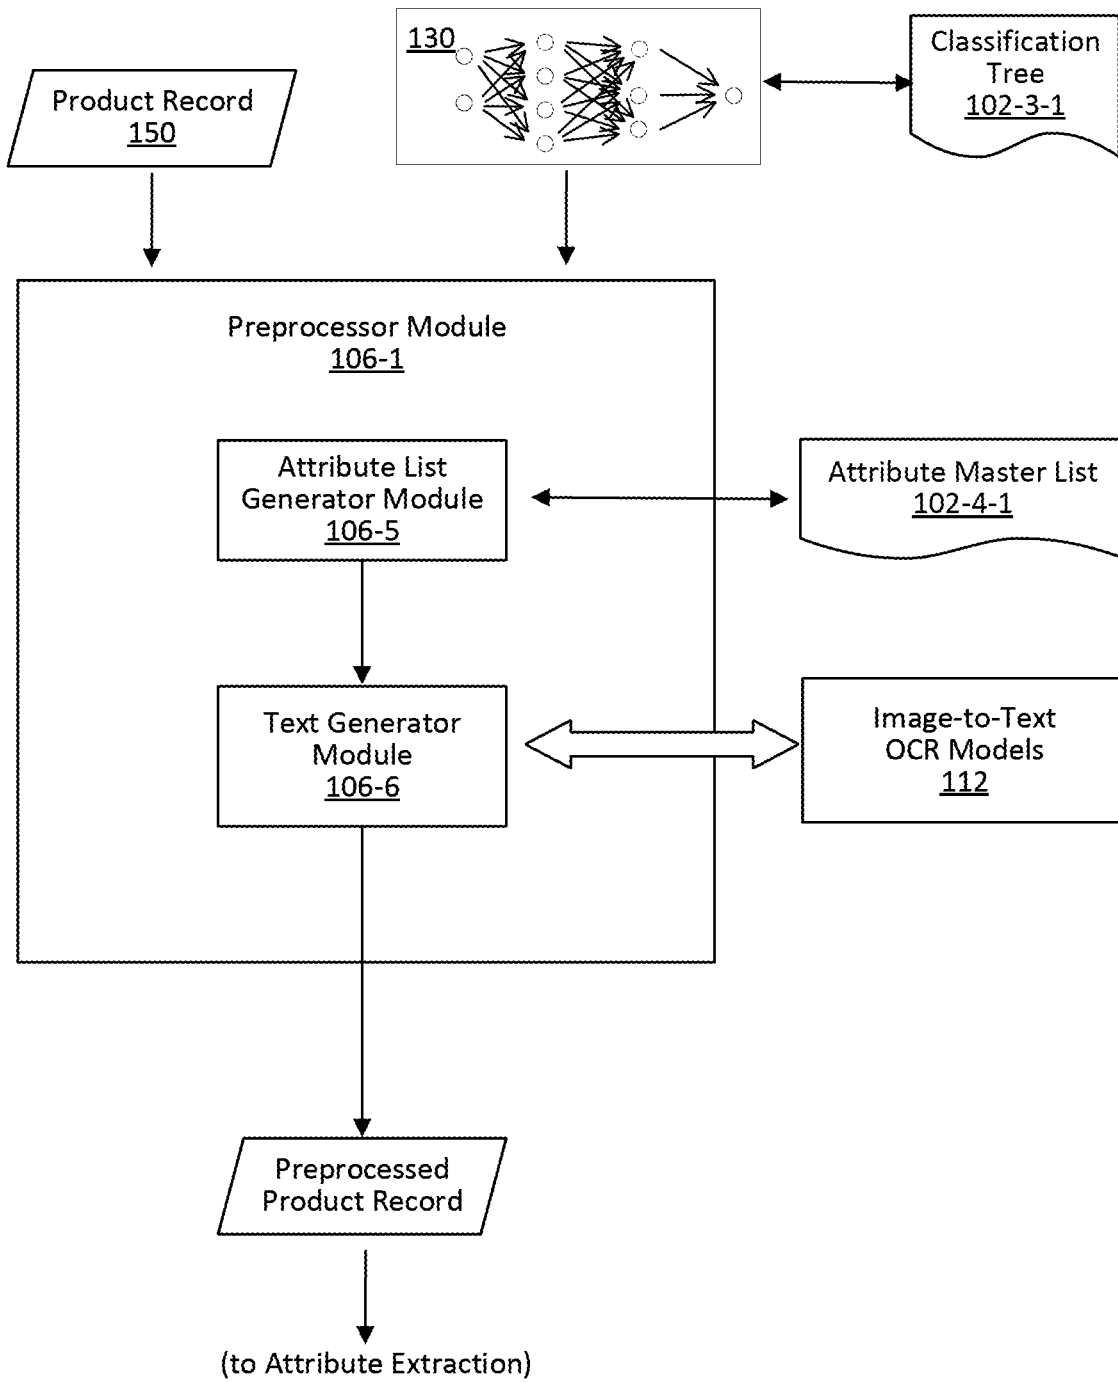 130
Classification
Tree
102-3-1
Product Record
150
Preprocessor Module
106-1
Attribute List
Generator Module
106-5
Attribute Master List
102-4-1
Text Generator
Module
106-6
Image-to-Text
OCR Models
112
Preprocessed
Product Record
(to Attribute Extraction)